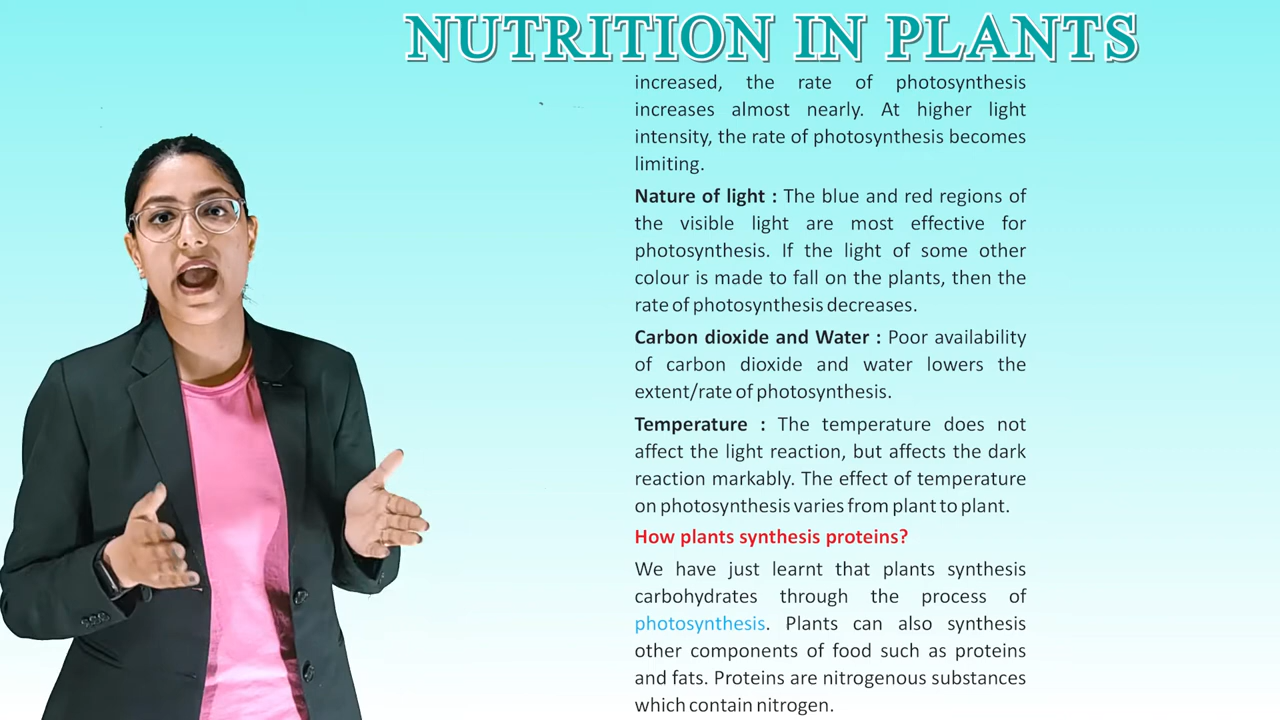 NUTRITION IN PLANTS
increased, the rate of photosynthesis
increases almost nearly. At higher light
intensity, the rate of photosynthesis becomes
limiting.
Nature of light : The blue and red regions of
the visible light are most effective for
photosynthesis. If the light of some other
colour is made to fall on the plants, then the
rate of photosynthesis decreases.
Carbon dioxide and Water : Poor availability
of carbon dioxide and water lowers the
extent/rate of photosynthesis.
Temperature : The temperature does not
affect the light reaction, but affects the dark
reaction markably. The effect of temperature
on photosynthesis varies from plant to plant.
How plants synthesis proteins?
We have just learnt that plants synthesis
carbohydrates through the process of
photosynthesis. Plants can also synthesis
other components of food such as proteins
and fats. Proteins are nitrogenous substances
which contain nitrogen.